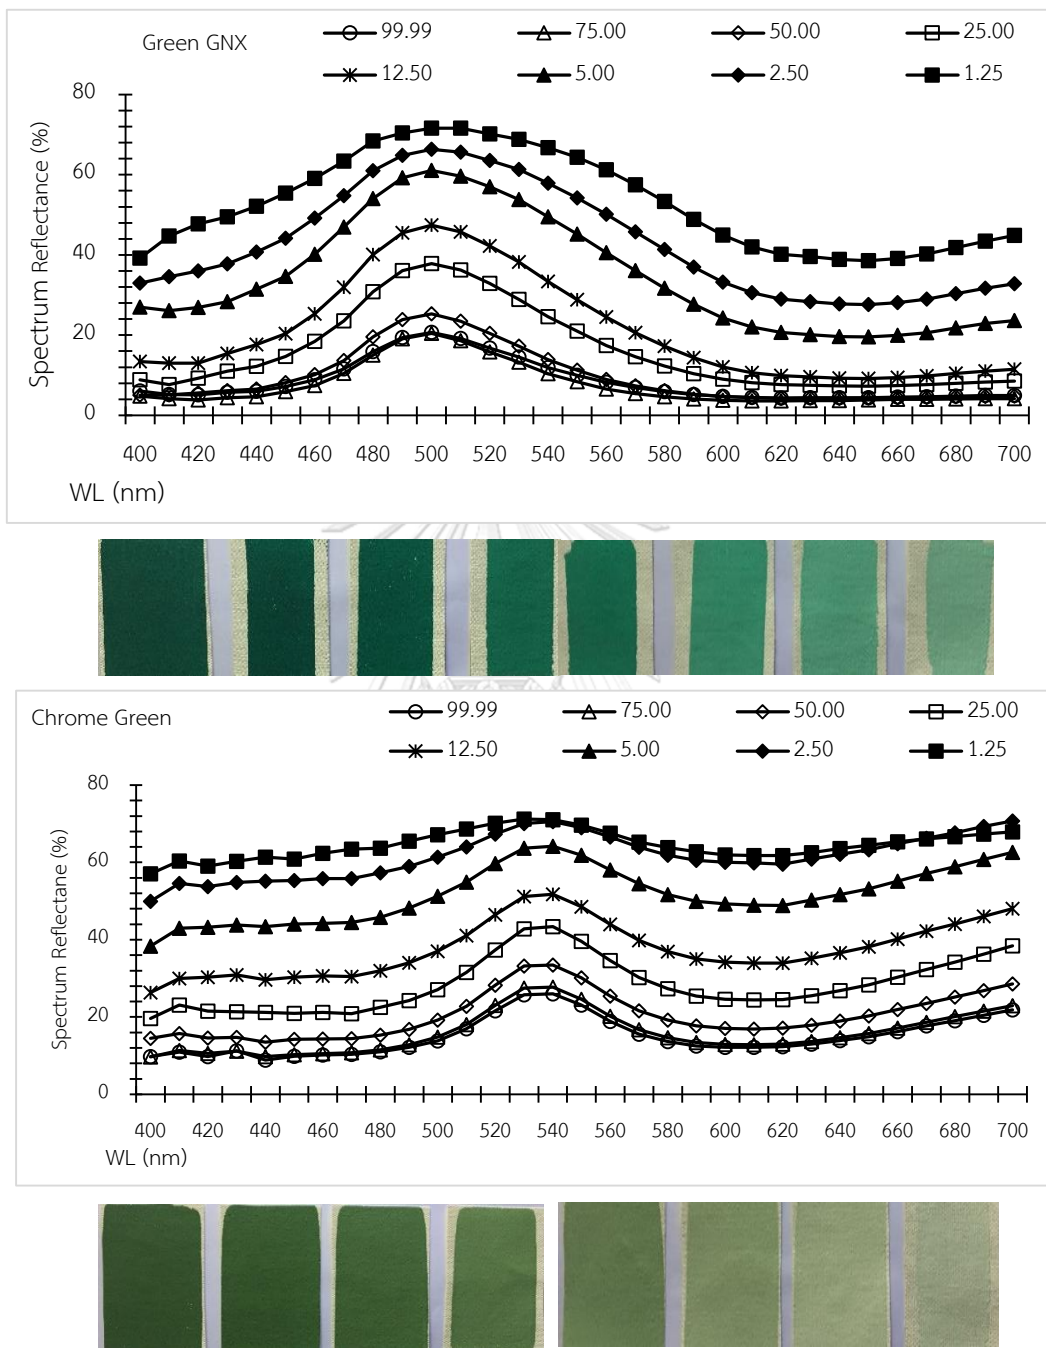 Green GNX
99.99 75.00 50.00 25.00
12.50 5.00 2.50 1.25
Spectrum Reflectance (%)
80
60
40
20
0
400 420 440 460 480 500 520 540 560 580 600 620 640 660 680 700
WL (nm)
Chrome Green
99.99 75.00 50.00 25.00
12.50 5.00 2.50 1.25
Spectrum Reflectane (%)
80
60
40
20
0
400 420 440 460 480 500 520 540 560 580 600 620 640 660 680 700
WL (nm)